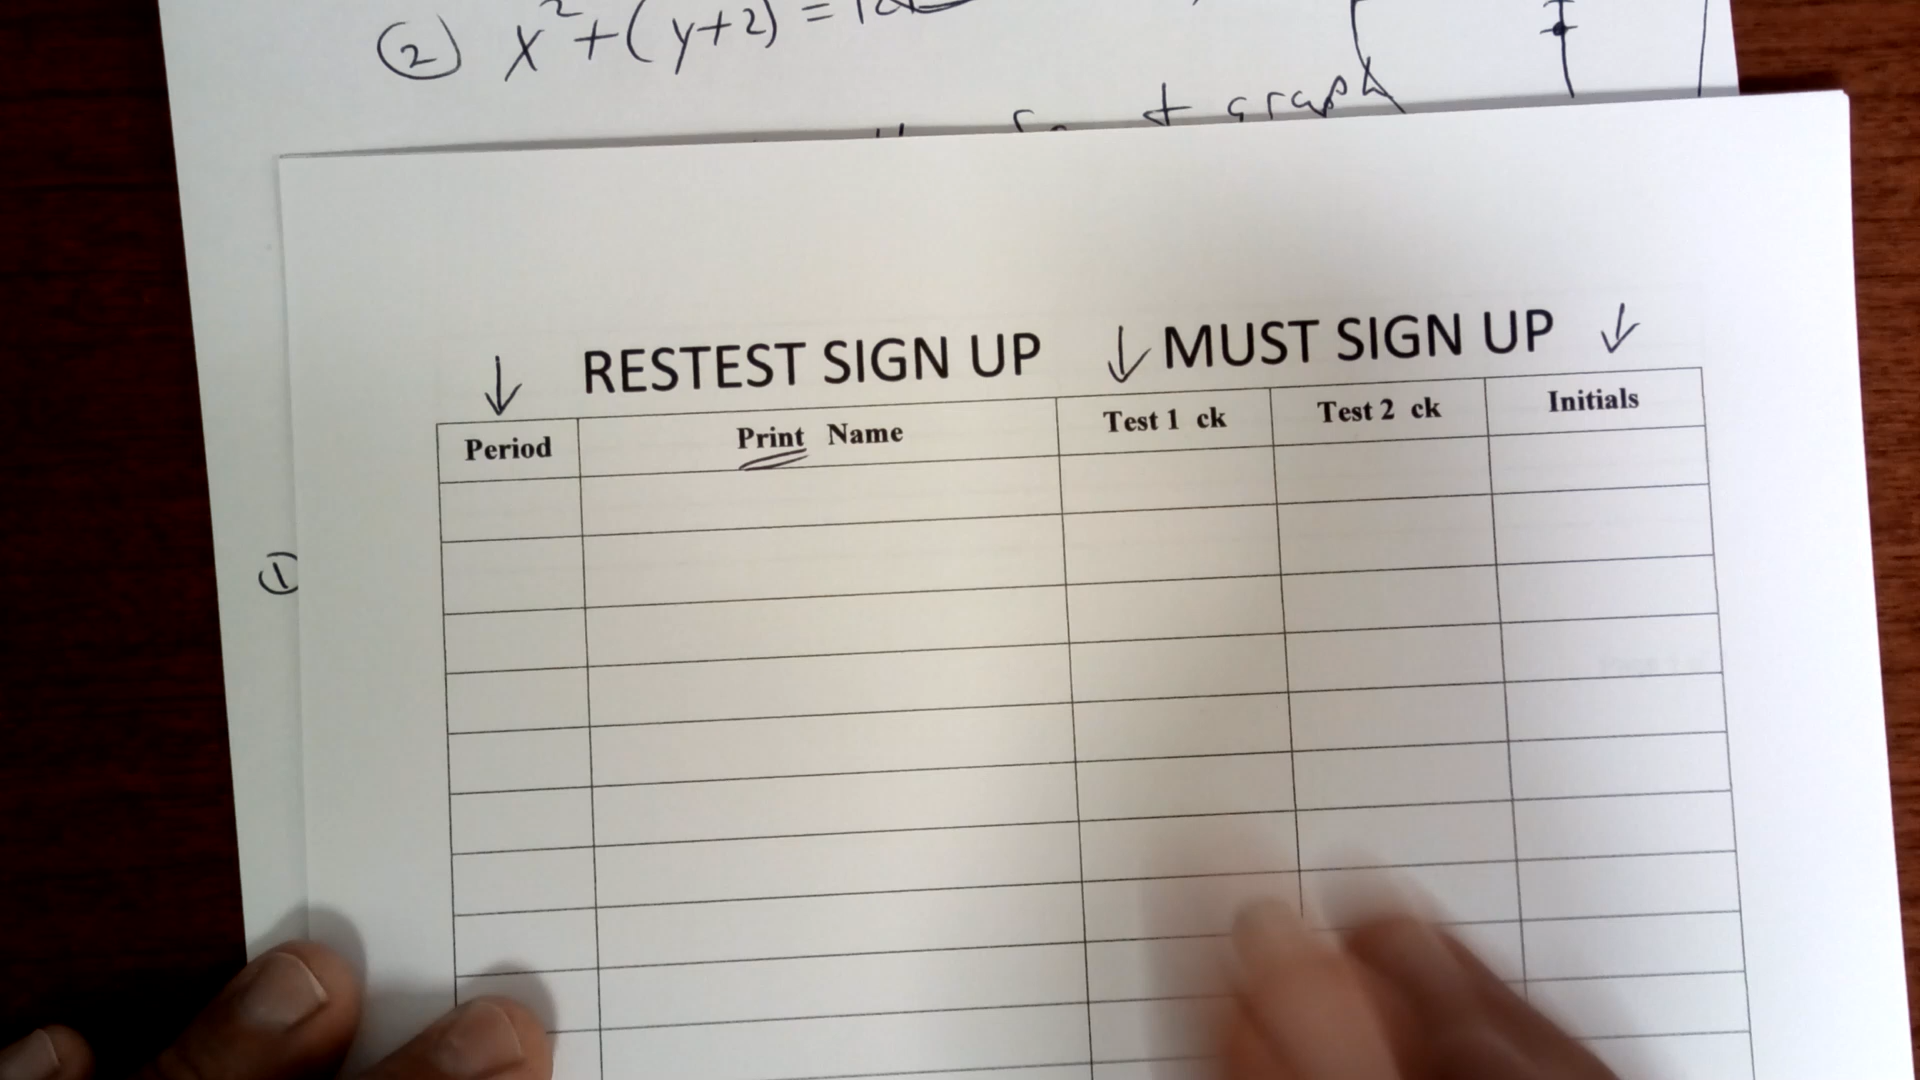 ② x²+(y+2) =
+ graph
RESTEST SIGN UP ↓ MUST SIGN UP ↓
↓
Period Print Name Test 1 ck Test 2 ck Initials
①